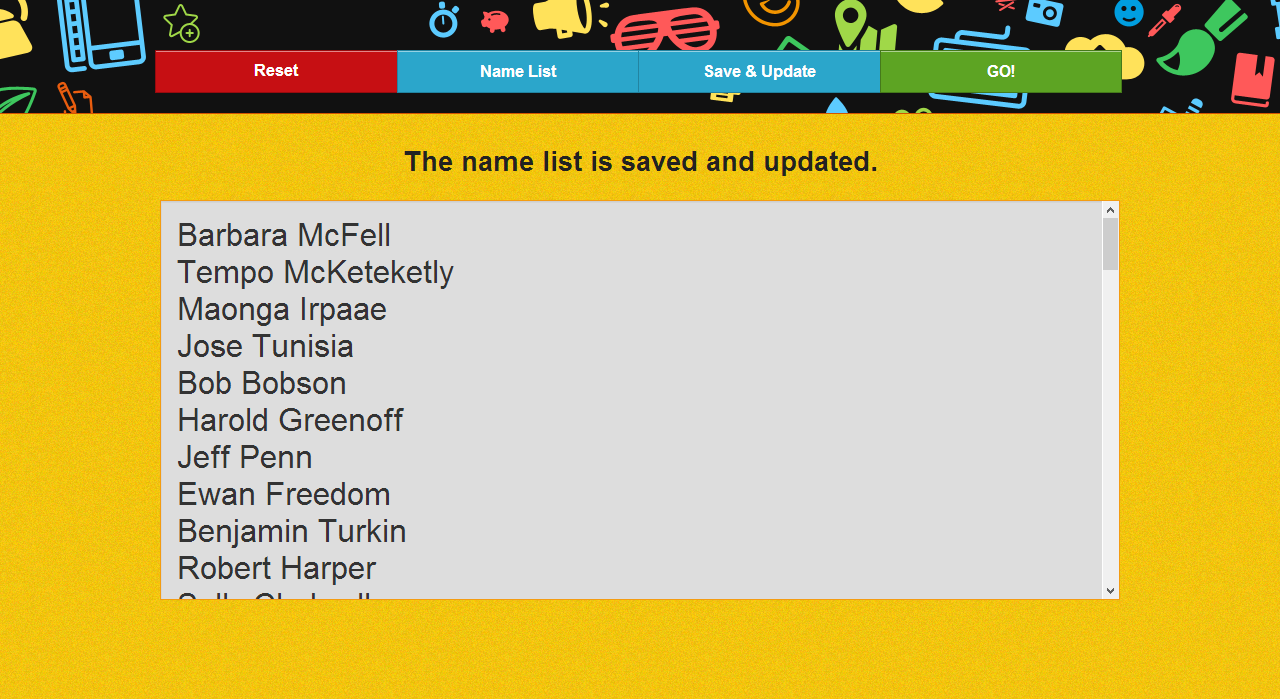 Reset
Name List
Save & Update
GO!
The name list is saved and updated.
Barbara McFell
Tempo McKeteketly
Maonga Irpaae
Jose Tunisia
Bob Bobson
Harold Greenoff
Jeff Penn
Ewan Freedom
Benjamin Turkin
Robert Harper